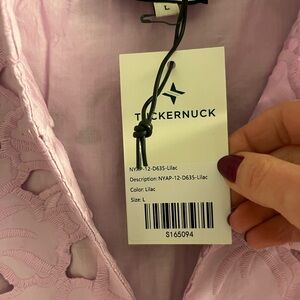 L
TUCKERNUCK
NYAP-12-D635-Lilac
Description: NYAP-12-D635-Lilac
Color: Lilac
Size: L
S165094